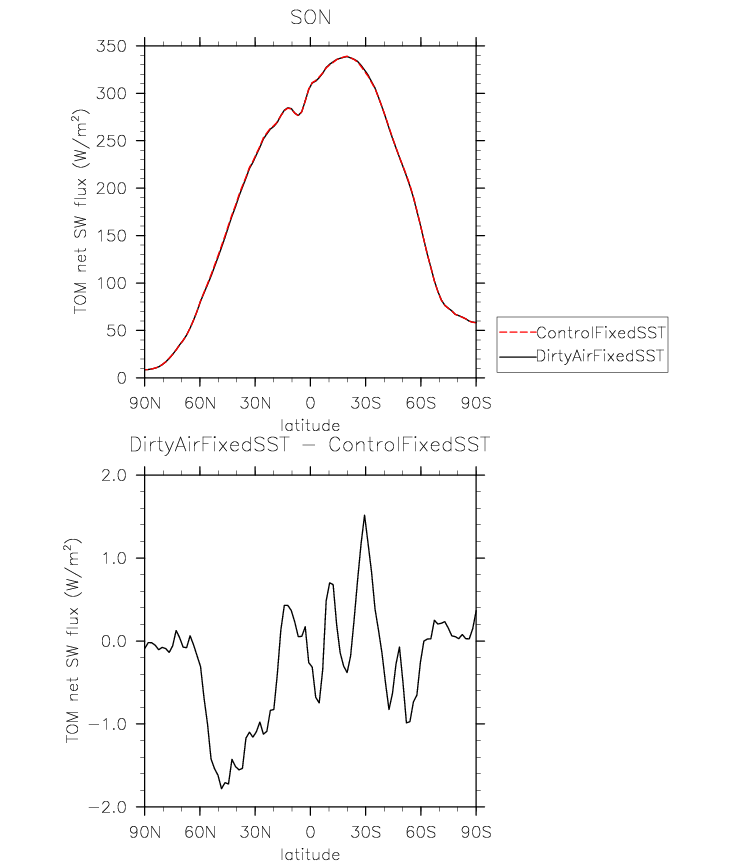 SON
TOM net SW flux (W/m²)
350
300
250
200
150
100
50
0
90N 60N 30N 0 30S 60S 90S
latitude
ControlFixedSST
DirtyAirFixedSST
DirtyAirFixedSST - ControlFixedSST
TOM net SW flux (W/m²)
2.0
1.0
0.0
-1.0
-2.0
90N 60N 30N 0 30S 60S 90S
latitude